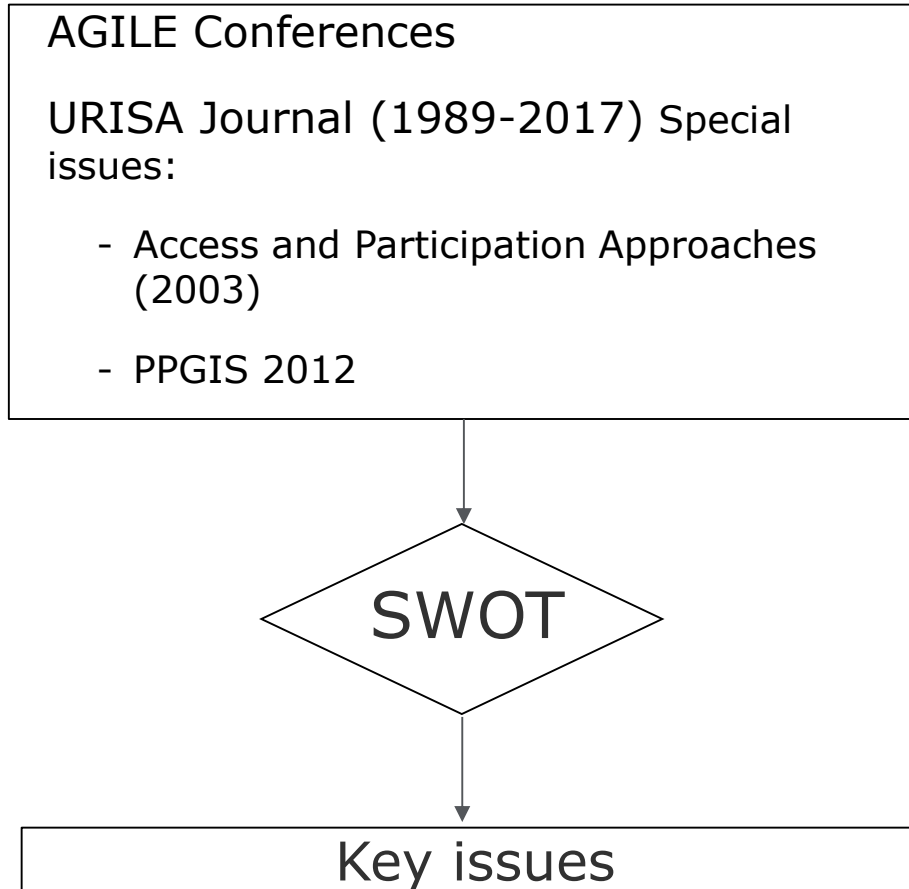 AGILE Conferences
URISA Journal (1989-2017) Special
issues:
- Access and Participation Approaches
(2003)
- PPGIS 2012
SWOT
Key issues